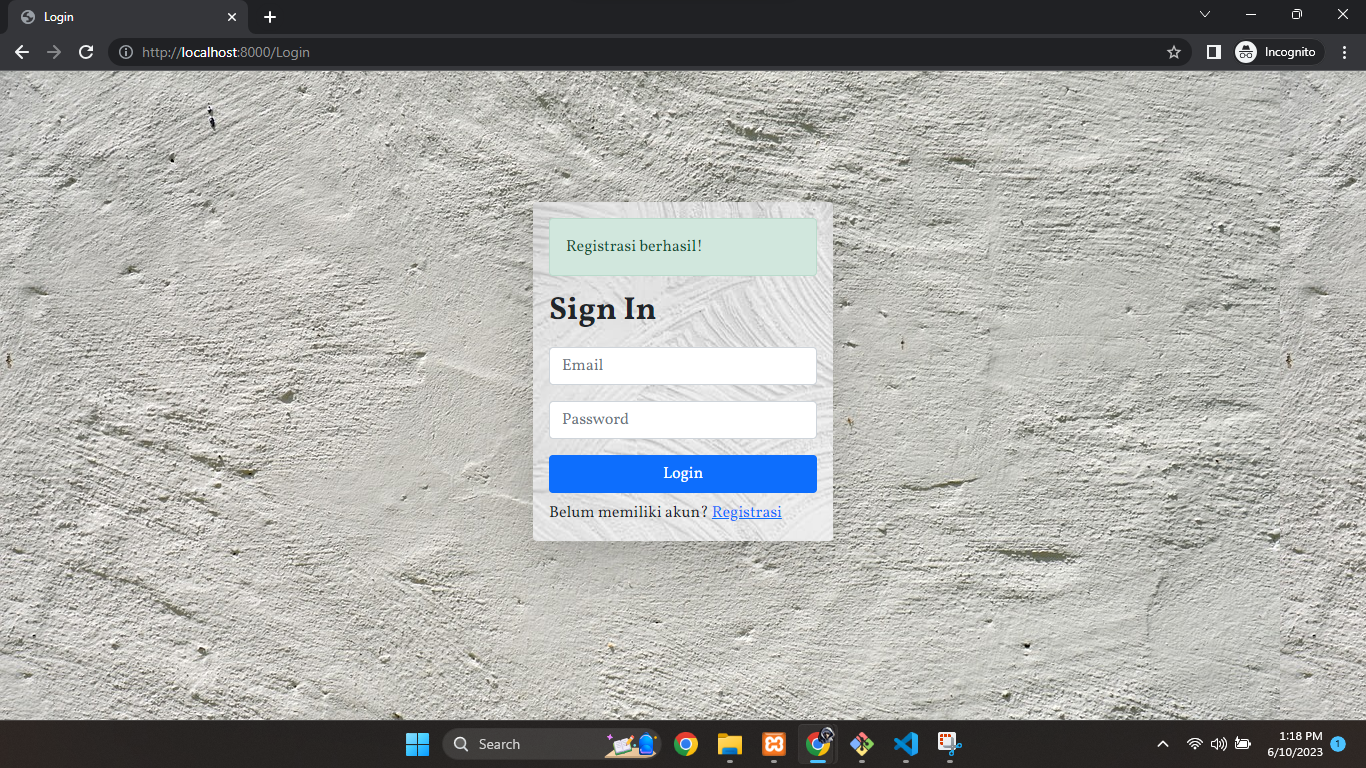 Login
http://localhost:8000/Login
Incognito
Registrasi berhasil!
Sign In
Email
Password
Login
Belum memiliki akun? Registrasi
Search
1:18 PM
6/10/2023
1